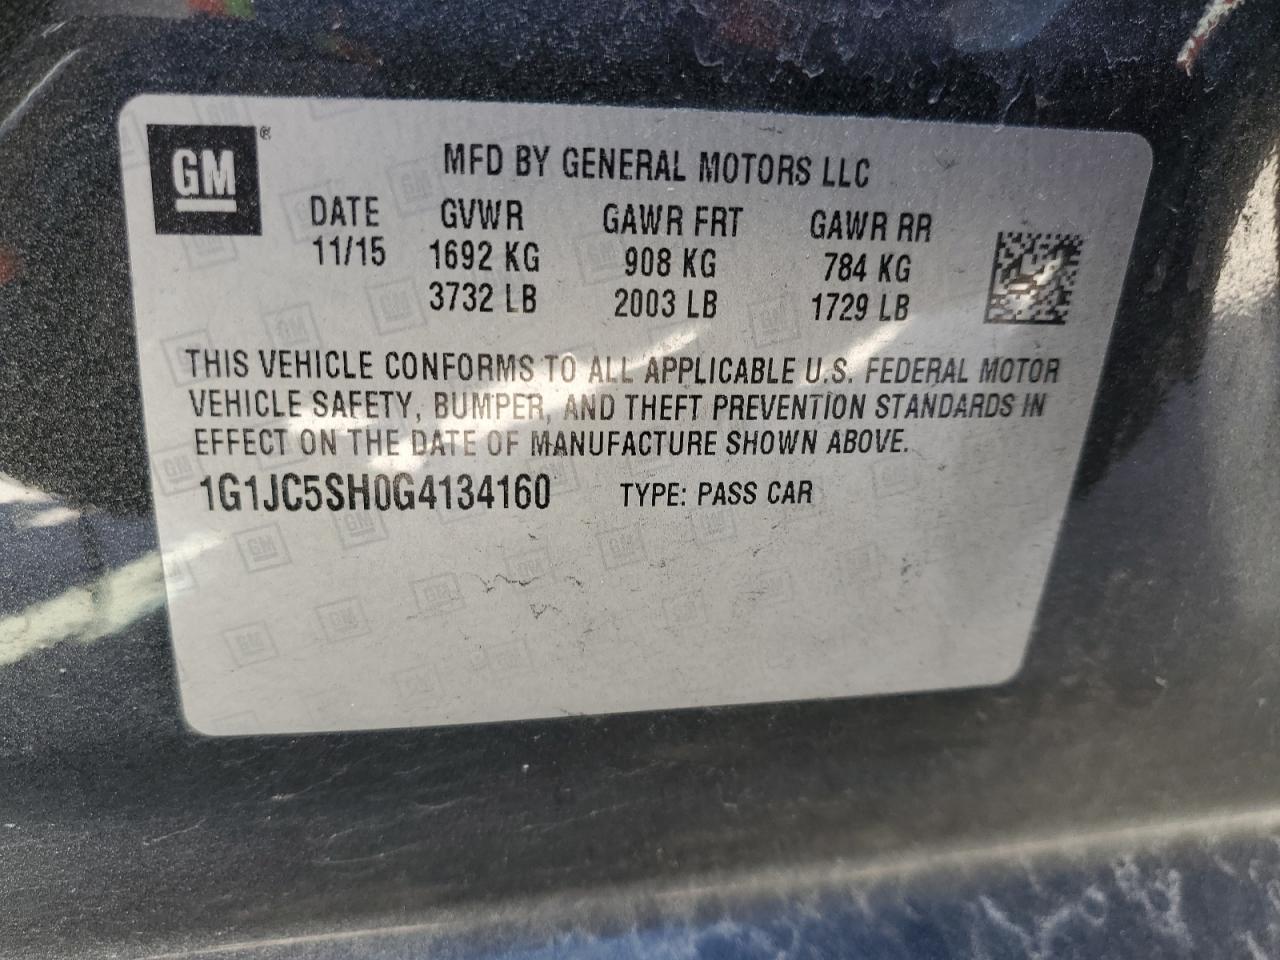 GM®
MFD BY GENERAL MOTORS LLC
DATE GVWR GAWR FRT GAWR RR
11/15 1692 KG 908 KG 784 KG
3732 LB 2003 LB 1729 LB
THIS VEHICLE CONFORMS TO ALL APPLICABLE U.S. FEDERAL MOTOR
VEHICLE SAFETY, BUMPER, AND THEFT PREVENTION STANDARDS IN
EFFECT ON THE DATE OF MANUFACTURE SHOWN ABOVE.
1G1JC5SH0G4134160 TYPE: PASS CAR